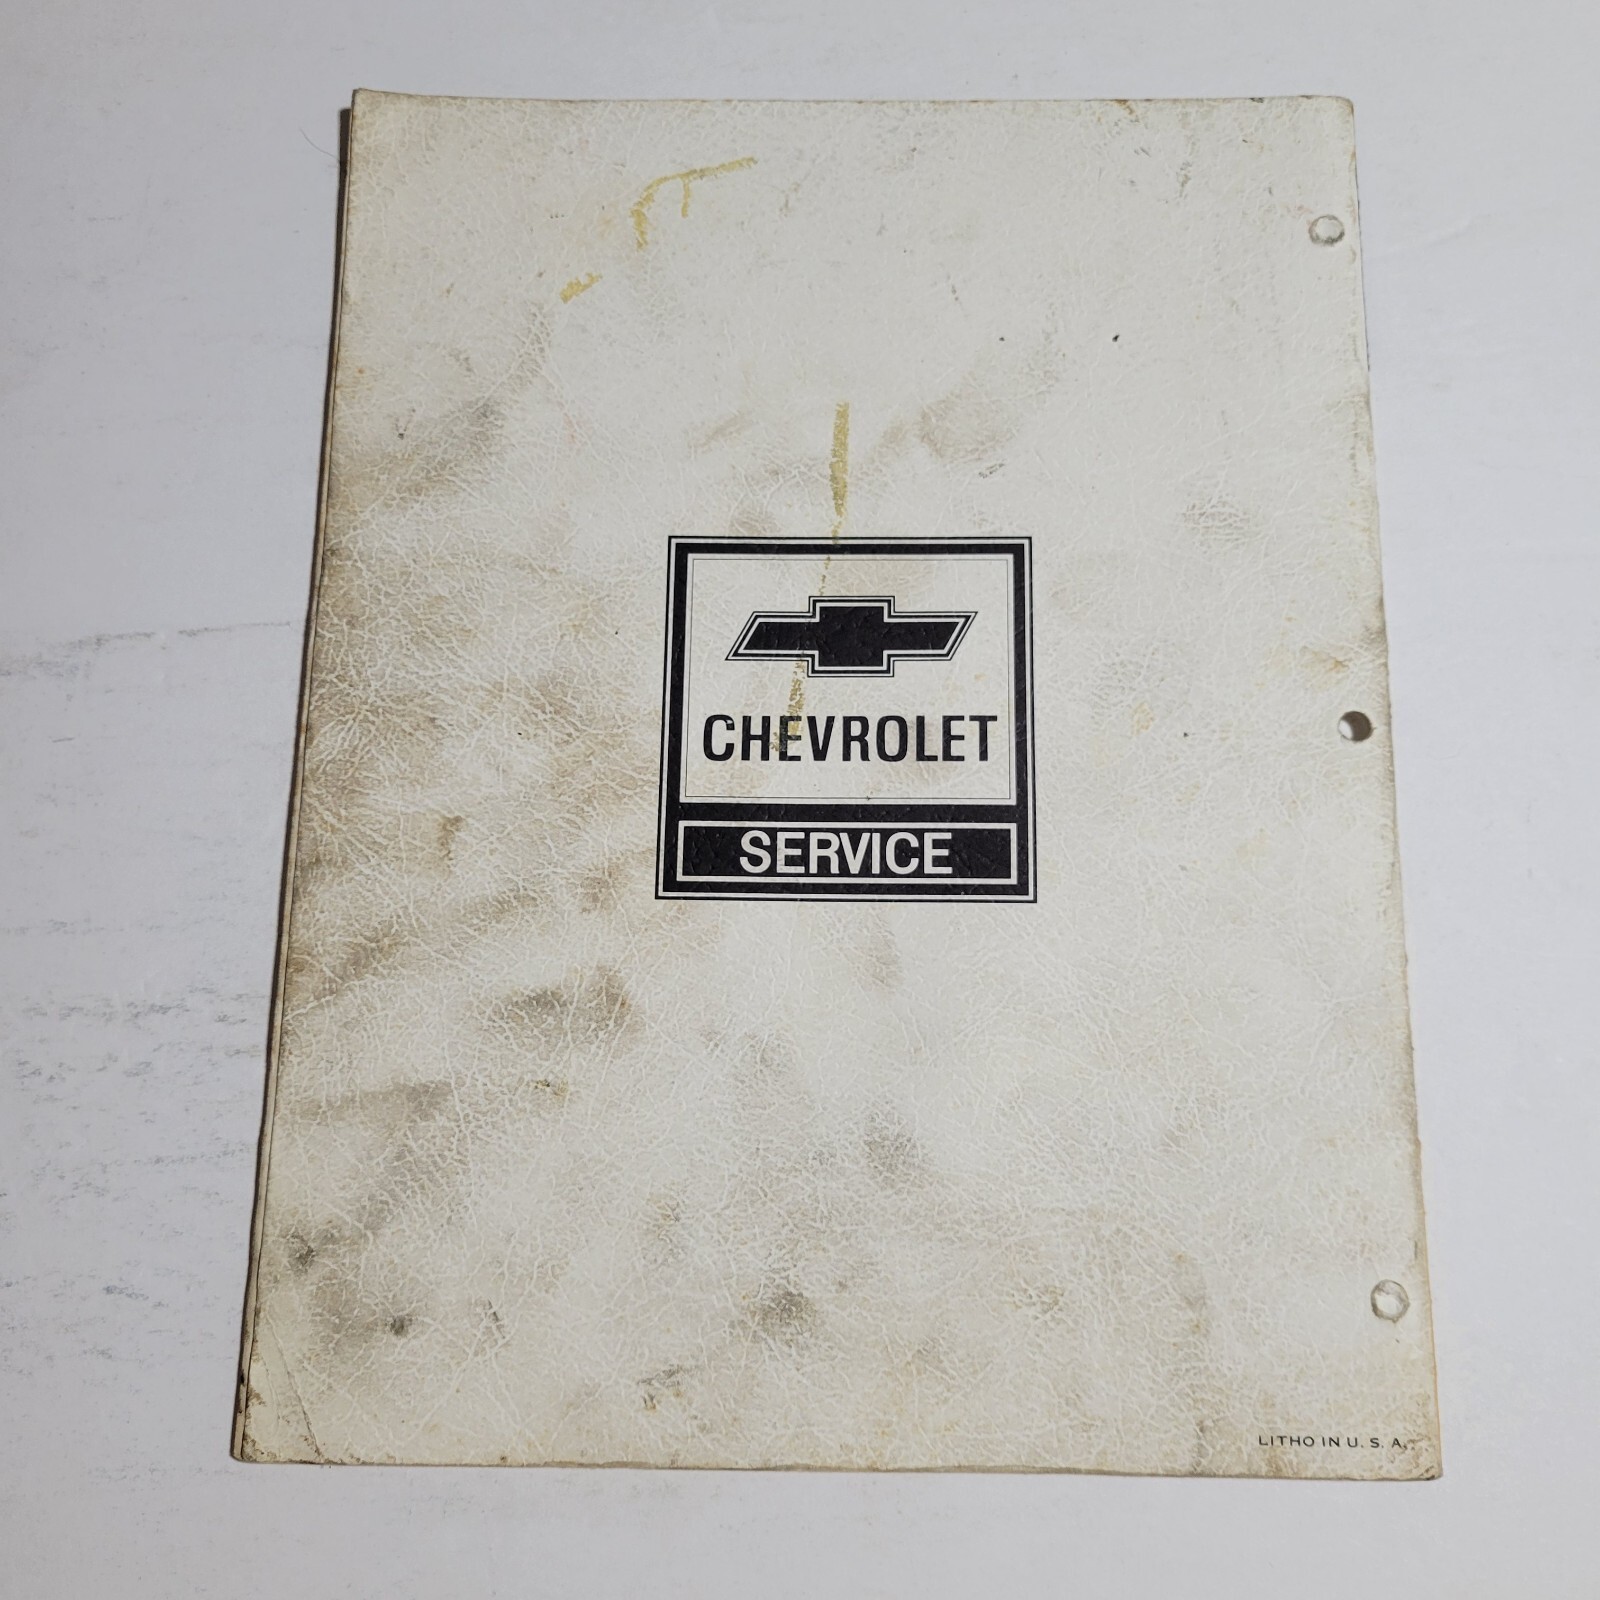 CHEVROLET
SERVICE
LITHO IN U. S. A.